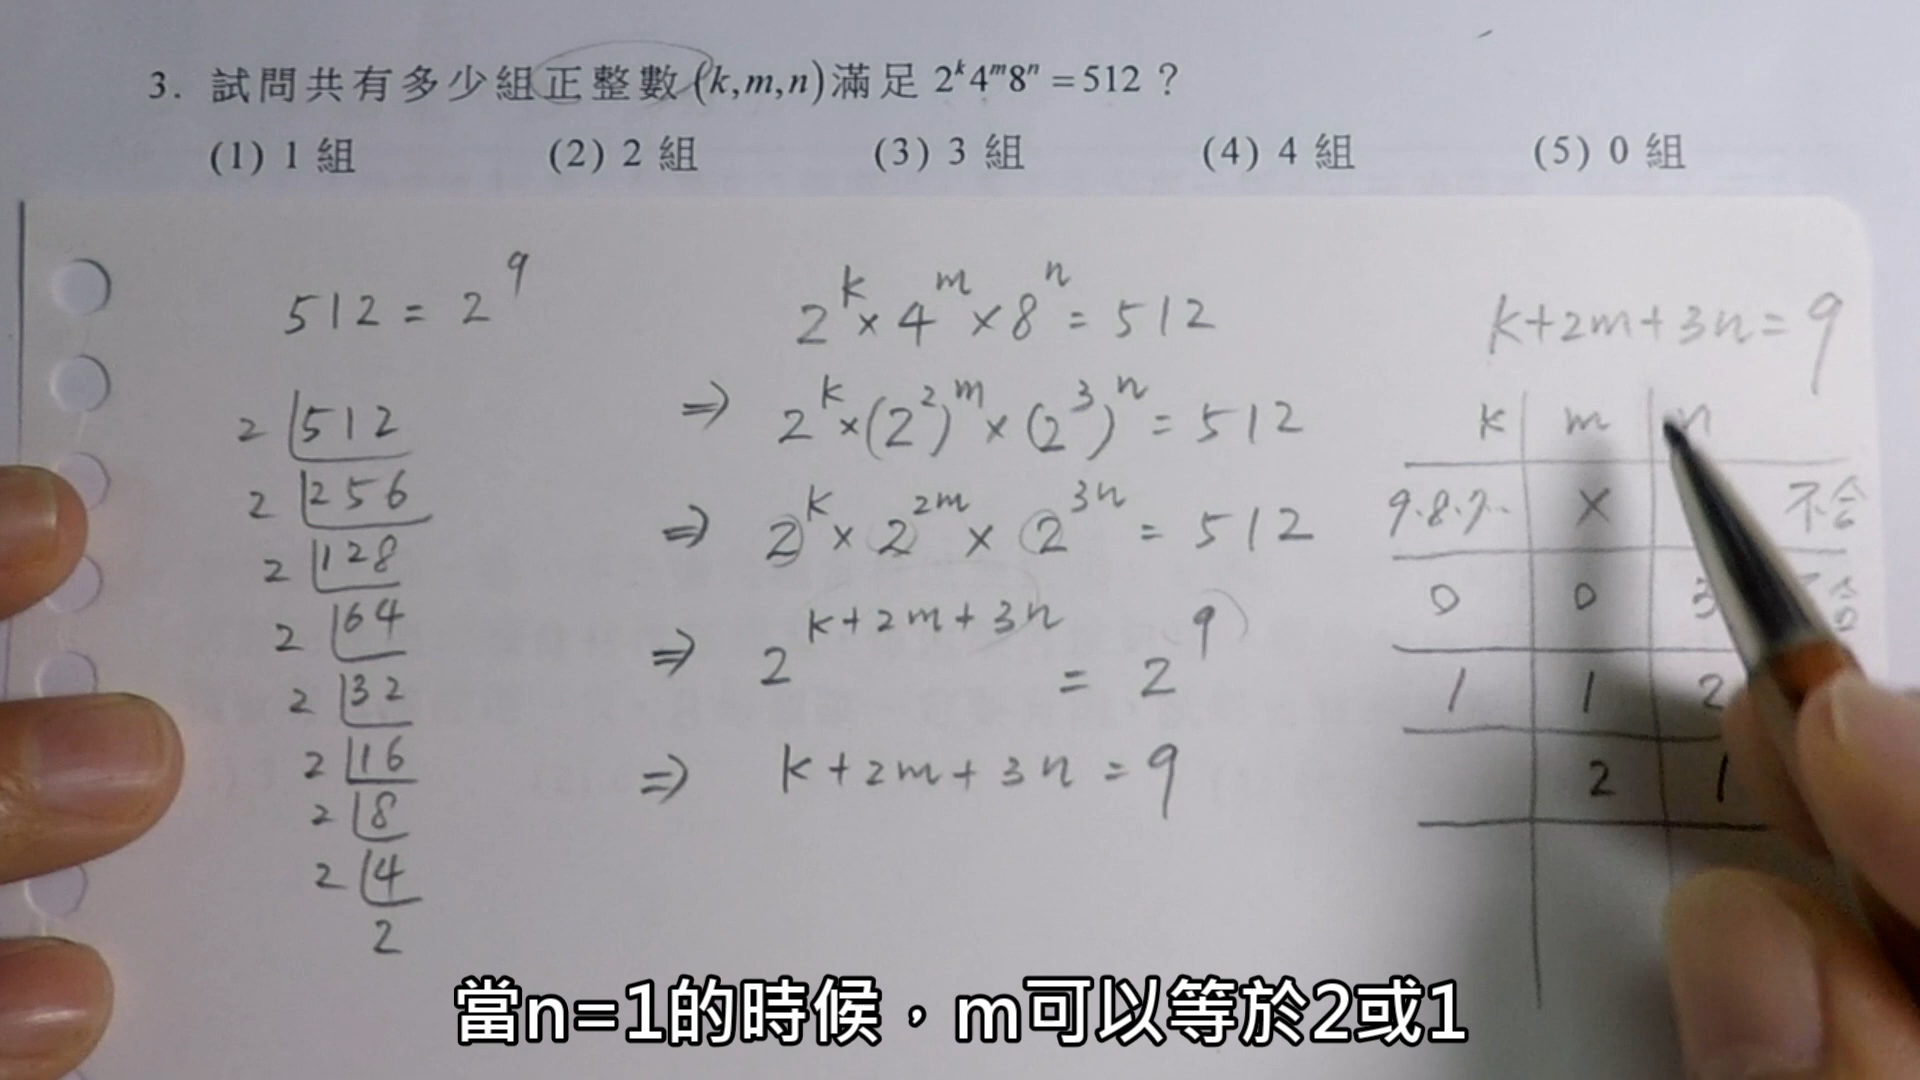 3. 試問共有多少組正整數(k,m,n)滿足 2^k 4^m 8^n = 512?
(1) 1 組 (2) 2 組 (3) 3 組 (4) 4 組 (5) 0 組
512 = 2^9
2 512
2 256
2 128
2 64
2 32
2 16
2 8
2 4
2
2^k × 4^m × 8^n = 512
⇒ 2^k × (2^2)^m × (2^3)^n = 512
⇒ 2^k × 2^2m × 2^3n = 512
⇒ 2^k+2m+3n = 2^9
⇒ k+2m+3n = 9
k+2m+3n=9
k m n
9.8.7.. × 不合
0 0 3 合
1 1 2
2 1
當n=1的時候，m可以等於2或1